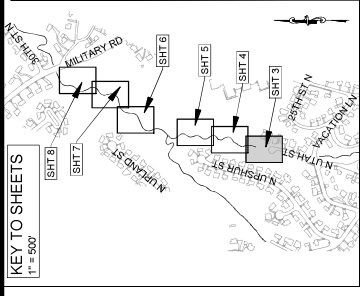 30TH ST N
MILITARY RD
SHT 6
SHT 5
SHT 4
SHT 3
25TH ST N
VACATION LN
N UTAH ST
N UPSHUR ST
N UPLAND ST
SHT 7
SHT 8
KEY TO SHEETS
1" = 500'